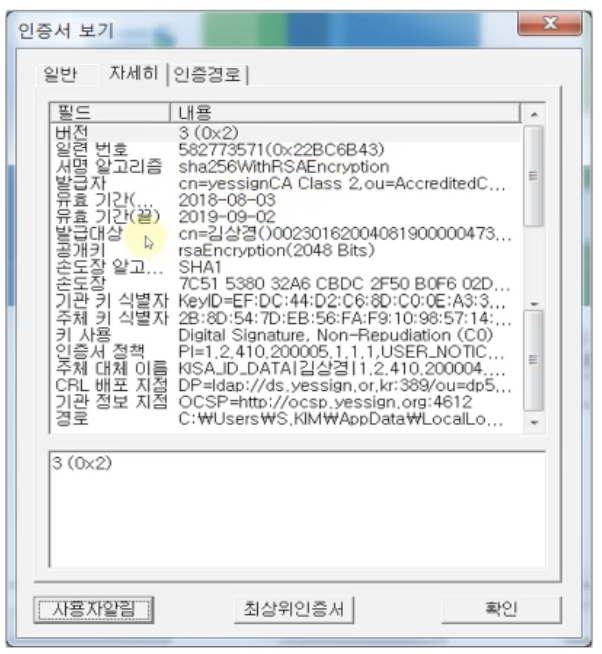 인증서 보기
일반 자세히 인증경로
필드 내용
버전 3 (0x2)
일련 번호 582773571(0x22BC6B43)
서명 알고리즘 sha256WithRSAEncryption
발급자 cn=yessignCA Class 2,ou=AccreditedC...
유효 기간(... 2018-08-03
유효 기간(끝) 2019-09-02
발급대상 cn=김상경()00230162004081900000473...
공개키 rsaEncryption(2048 Bits)
손도장 알고... SHA1
손도장 7C51 5380 32A6 CBDC 2F50 B0F6 02D...
기관 키 식별자 KeyID=EF:DC:44:D2:C6:8D:C0:0E:A3:3...
주체 키 식별자 2B:8D:54:7D:EB:56:FA:F9:10:98:57:14:...
키 사용 Digital Signature, Non-Repudiation (C0)
인증서 정책 PI=1,2,410,200005,1,1,1,USER_NOTIC...
주체 대체 이름 KISA_ID_DATA|김상경|1,2,410,200004,...
CRL 배포 지점 DP=ldap://ds.yessign.or.kr:389/ou=dp5...
기관 정보 지점 OCSP=http://ocsp.yessign.org:4612
경로 C:₩Users₩S.KIM₩AppData₩LocalLo...
3 (0x2)
사용자알림 최상위인증서 확인